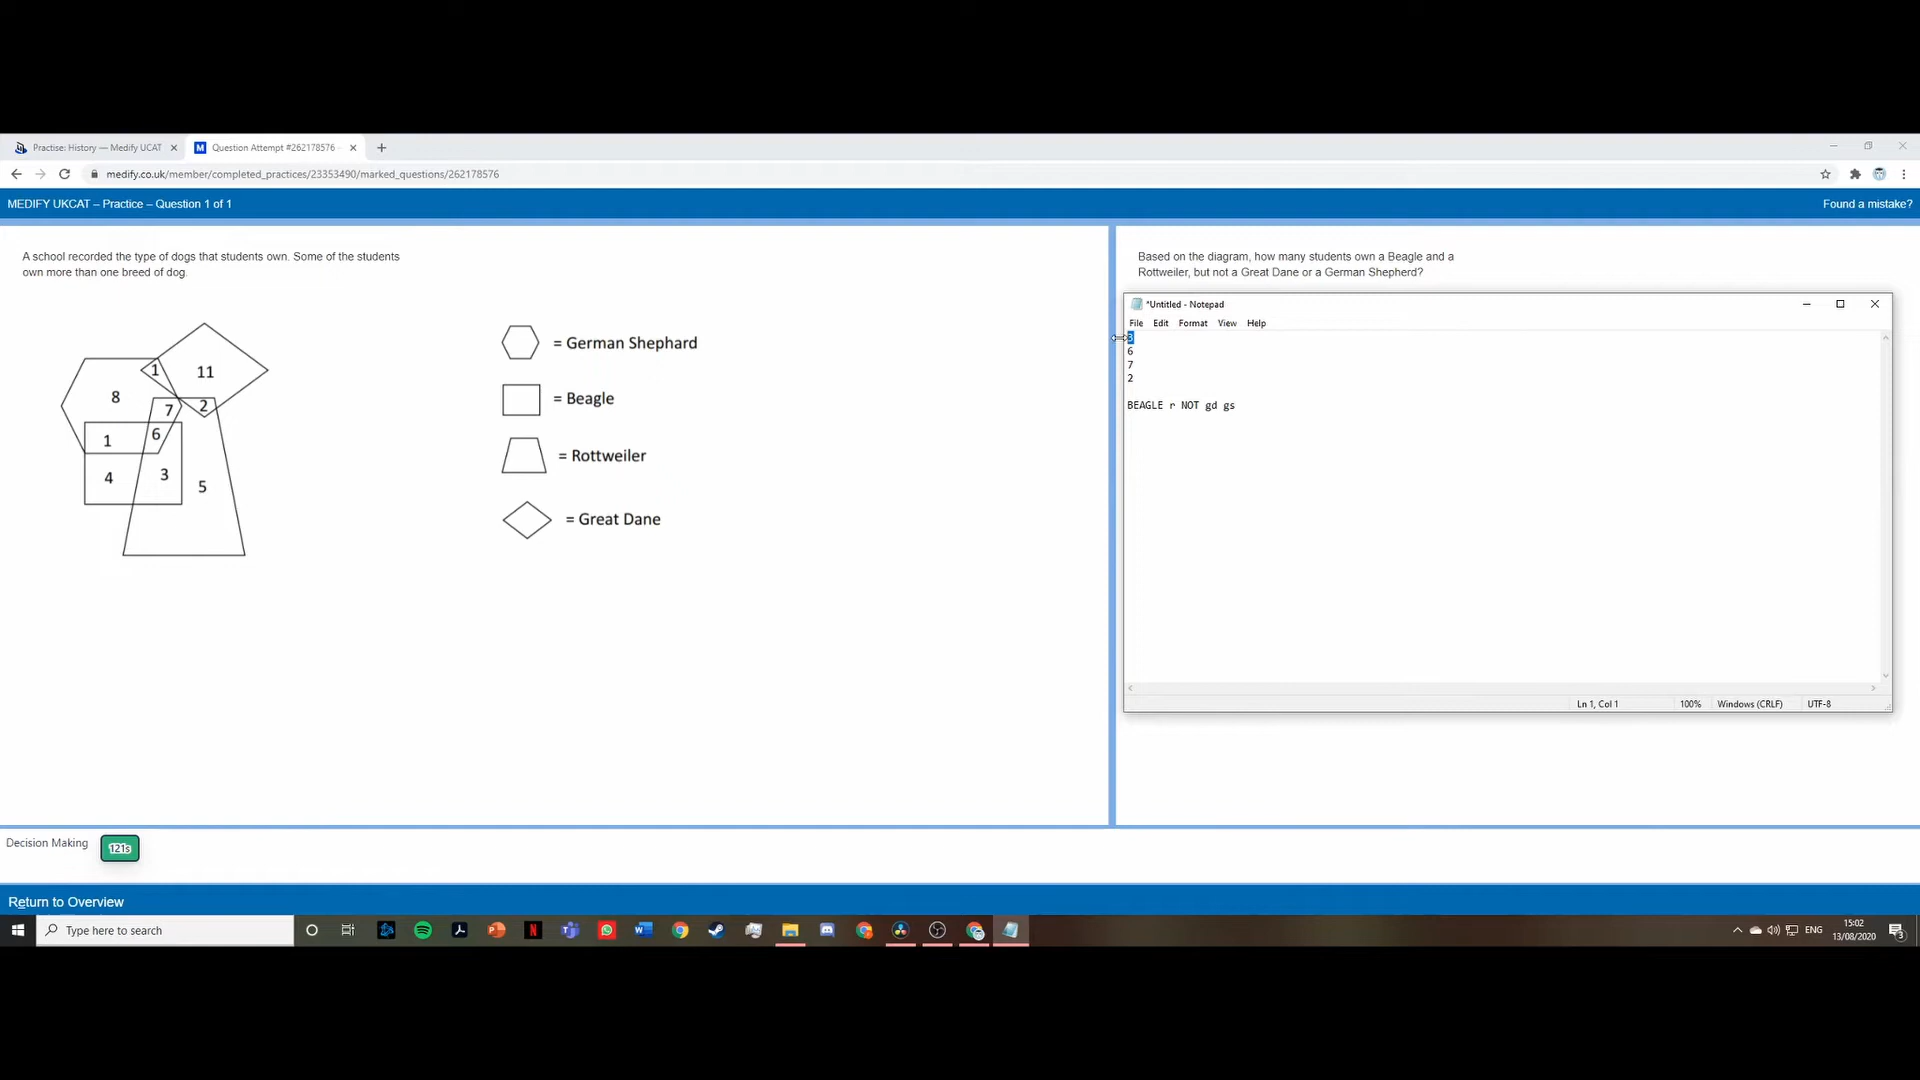 Practise: History — Medify UCAT
Question Attempt #262178576
medify.co.uk/member/completed_practices/23353490/marked_questions/262178576
MEDIFY UKCAT – Practice – Question 1 of 1
Found a mistake?
A school recorded the type of dogs that students own. Some of the students
own more than one breed of dog.
1
11
8
7
2
1
6
4
3
5
= German Shephard
= Beagle
= Rottweiler
= Great Dane
Based on the diagram, how many students own a Beagle and a
Rottweiler, but not a Great Dane or a German Shepherd?
*Untitled - Notepad
File Edit Format View Help
3
6
7
2
BEAGLE r NOT gd gs
Ln 1, Col 1
100%
Windows (CRLF)
UTF-8
Decision Making
121s
Return to Overview
Type here to search
ENG
15:02
13/08/2020
3